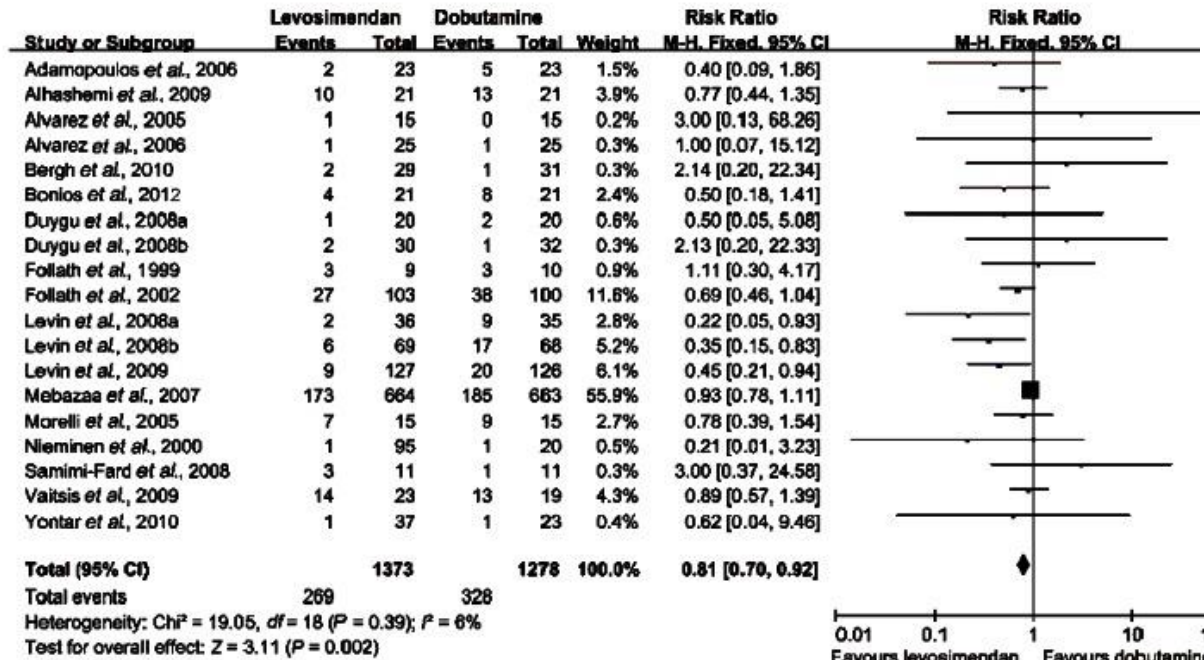 Levosimendan Dobutamine Risk Ratio Risk Ratio
Study or Subgroup Events Total Events Total Weight M-H. Fixed. 95% CI M-H. Fixed. 95% CI
Adamopoulos et al., 2006 2 23 5 23 1.5% 0.40 [0.09, 1.86]
Alhashemi et al., 2009 10 21 13 21 3.9% 0.77 [0.44, 1.35]
Alvarez et al., 2005 1 15 0 15 0.2% 3.00 [0.13, 68.26]
Alvarez et al., 2006 1 25 1 25 0.3% 1.00 [0.07, 15.12]
Bergh et al., 2010 2 29 1 31 0.3% 2.14 [0.20, 22.34]
Bonios et al., 2012 4 21 8 21 2.4% 0.50 [0.18, 1.41]
Duygu et al., 2008a 1 20 2 20 0.6% 0.50 [0.05, 5.08]
Duygu et al., 2008b 2 30 1 32 0.3% 2.13 [0.20, 22.33]
Follath et al., 1999 3 9 3 10 0.9% 1.11 [0.30, 4.17]
Follath et al., 2002 27 103 38 100 11.6% 0.69 [0.46, 1.04]
Levin et al., 2008a 2 36 9 35 2.8% 0.22 [0.05, 0.93]
Levin et al., 2008b 6 69 17 68 5.2% 0.35 [0.15, 0.83]
Levin et al., 2009 9 127 20 126 6.1% 0.45 [0.21, 0.94]
Mebazaa et al., 2007 173 664 185 663 55.9% 0.93 [0.78, 1.11]
Morelli et al., 2005 7 15 9 15 2.7% 0.78 [0.39, 1.54]
Nieminen et al., 2000 1 95 1 20 0.5% 0.21 [0.01, 3.23]
Samimi-Fard et al., 2008 3 11 1 11 0.3% 3.00 [0.37, 24.58]
Vaitsis et al., 2009 14 23 13 19 4.3% 0.89 [0.57, 1.39]
Yontar et al., 2010 1 37 1 23 0.4% 0.62 [0.04, 9.46]
Total (95% CI) 1373 1278 100.0% 0.81 [0.70, 0.92]
Total events 269 328
Heterogeneity: Chi² = 19.05, df = 18 (P = 0.39); I² = 6%
Test for overall effect: Z = 3.11 (P = 0.002)
0.01 0.1 1 10
Favours levosimendan Favours dobutamine